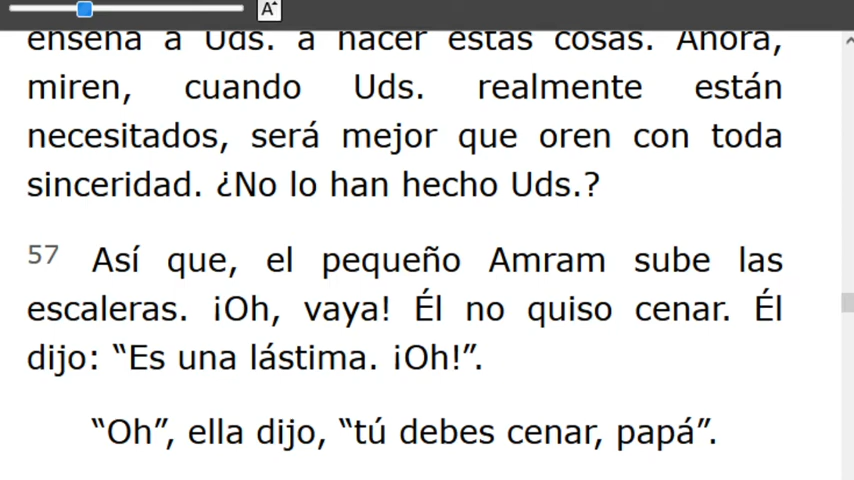 A
enseña a Uds. a hacer estas cosas. Ahora,
miren, cuando Uds. realmente están
necesitados, será mejor que oren con toda
sinceridad. ¿No lo han hecho Uds.?
57 Así que, el pequeño Amram sube las
escaleras. ¡Oh, vaya! Él no quiso cenar. Él
dijo: “Es una lástima. ¡Oh!”.
“Oh”, ella dijo, “tú debes cenar, papá”.